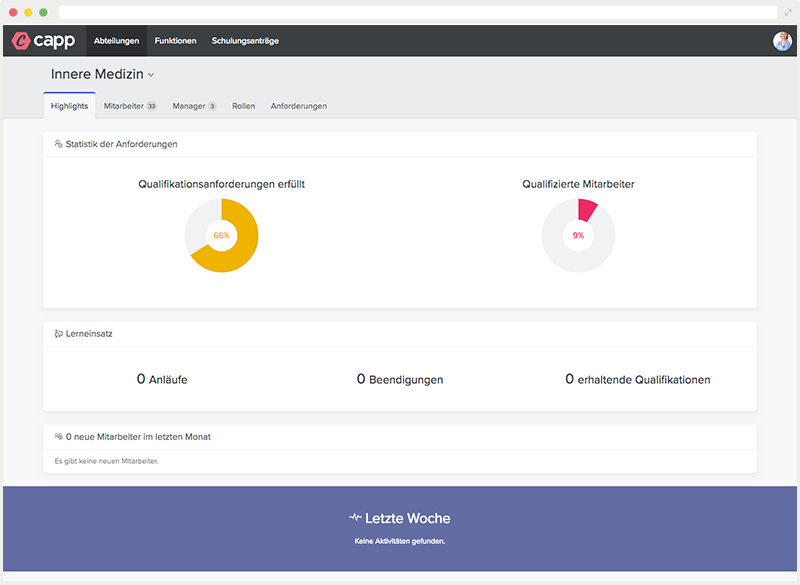 capp Abteilungen Funktionen Schulungsanträge
Innere Medizin
Highlights Mitarbeiter 33 Manager 3 Rollen Anforderungen
Statistik der Anforderungen
Qualifikationsanforderungen erfüllt Qualifizierte Mitarbeiter
66% 9%
Lerneinsatz
0 Anläufe 0 Beendigungen 0 erhaltende Qualifikationen
0 neue Mitarbeiter im letzten Monat
Es gibt keine neuen Mitarbeiter.
Letzte Woche
Keine Aktivitäten gefunden.